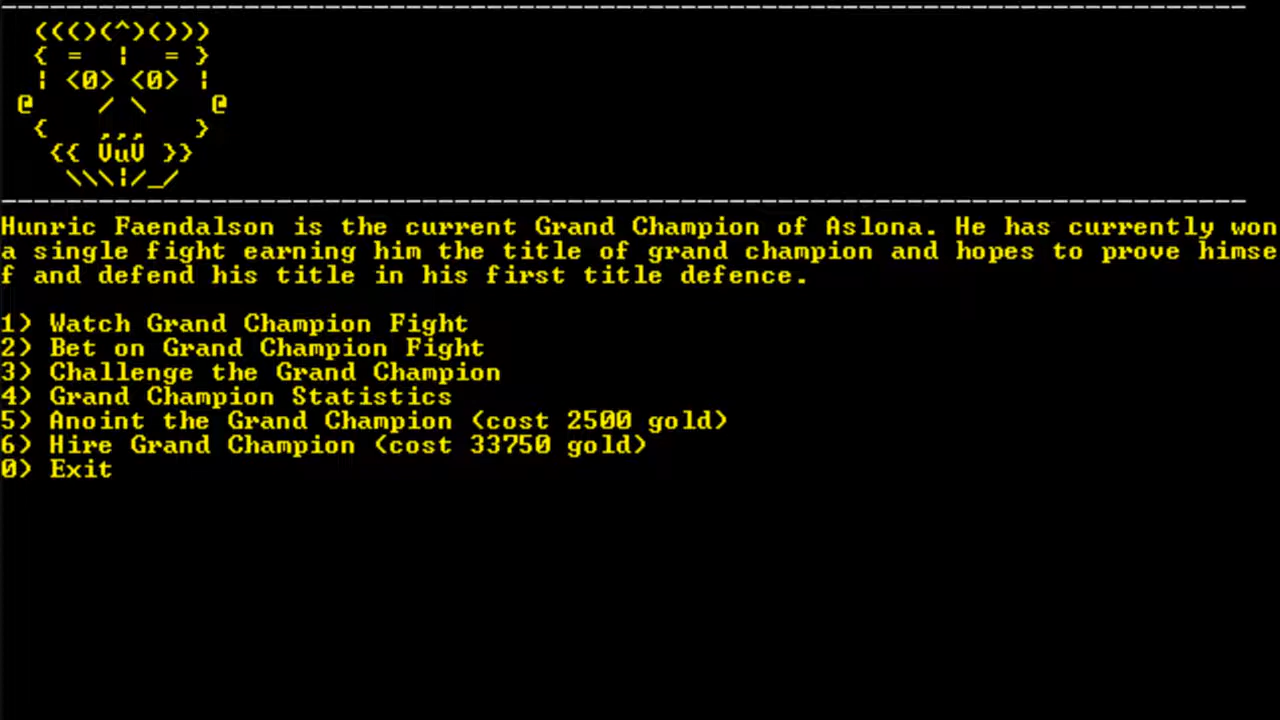 -----------------------------------------------------------------------------
  ((()(^)()))
  { =  ¦  = }
  ¦ <0> <0> ¦
 @    / \    @
  {   ,,,   }
   {{ ÛuÛ }}
    \\\¦/_/
-----------------------------------------------------------------------------
Hunric Faendalson is the current Grand Champion of Aslona. He has currently won
a single fight earning him the title of grand champion and hopes to prove himse
f and defend his title in his first title defence.
1) Watch Grand Champion Fight
2) Bet on Grand Champion Fight
3) Challenge the Grand Champion
4) Grand Champion Statistics
5) Anoint the Grand Champion (cost 2500 gold)
6) Hire Grand Champion (cost 33750 gold)
0) Exit